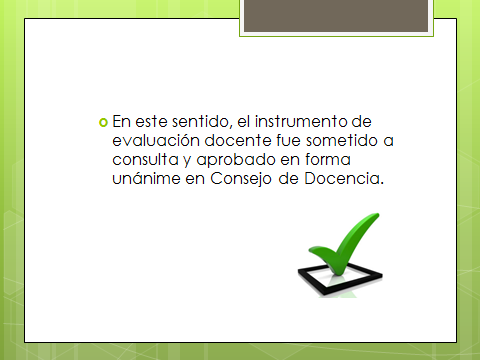 En este sentido, el instrumento de
evaluación docente fue sometido a
consulta y aprobado en forma
unánime en Consejo de Docencia.